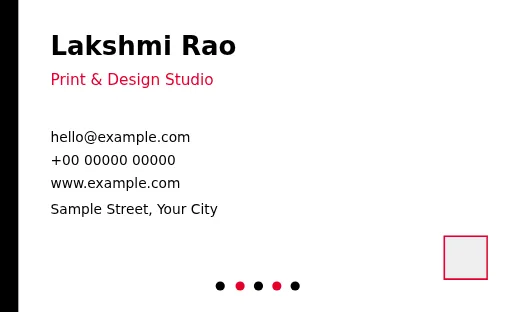 Lakshmi Rao
Print & Design Studio
hello@example.com
+00 00000 00000
www.example.com
Sample Street, Your City